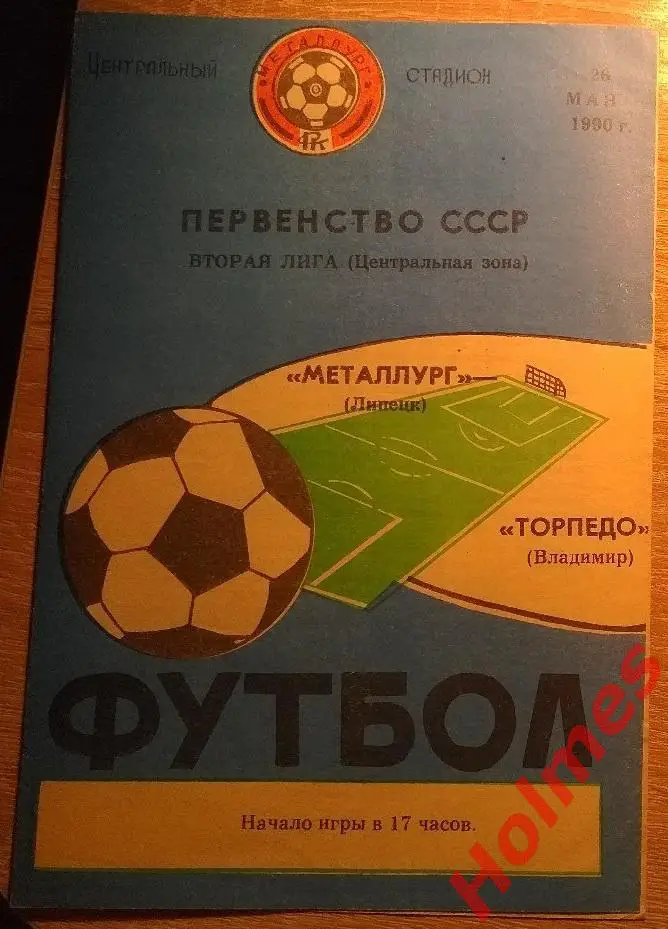 ЦЕНТРАЛЬНЫЙ СТАДИОН
МЕТАЛЛУРГ
26
МАЯ
1990 г.
ПЕРВЕНСТВО СССР
ВТОРАЯ ЛИГА (Центральная зона)
«МЕТАЛЛУРГ»—
(Липецк)
«ТОРПЕДО»
(Владимир)
ФУТБОЛ
Начало игры в 17 часов.
Holmes